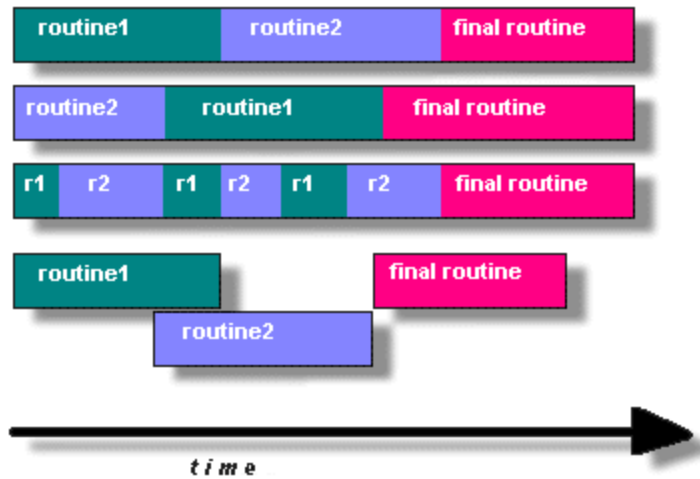 routine1 routine2 final routine
routine2 routine1 final routine
r1 r2 r1 r2 r1 r2 final routine
routine1 final routine
routine2
time